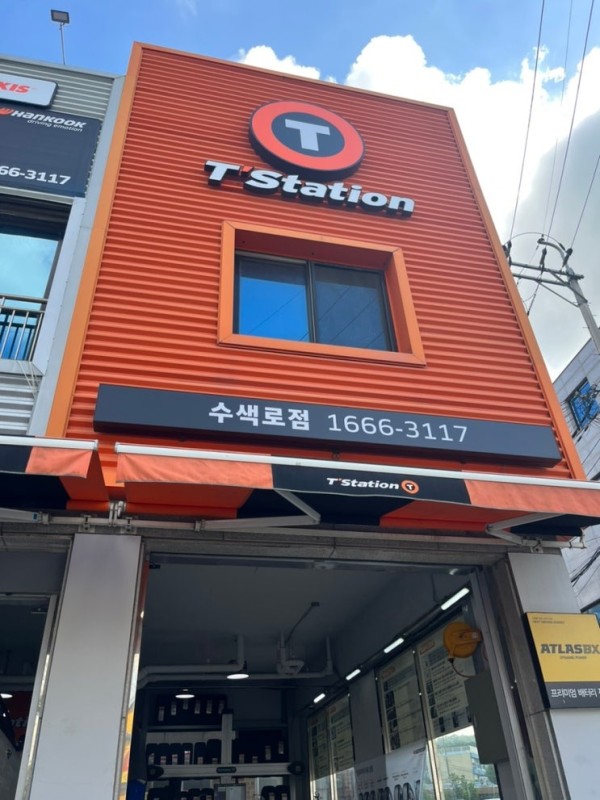 HANKOOK
driving emotion
66-3117
T
T'Station
수색로점 1666-3117
T'Station T
ATLASBX
프리미엄 배터리